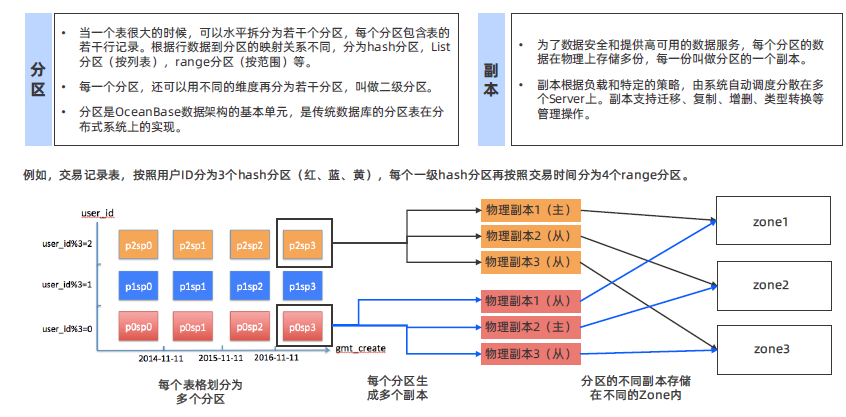 分
区
• 当一个表很大的时候，可以水平拆分为若干个分区，每个分区包含表的
若干行记录。根据行数据到分区的映射关系不同，分为hash分区，List
分区（按列表），range分区（按范围）等。
• 每一个分区，还可以用不同的维度再分为若干分区，叫做二级分区。
• 分区是OceanBase数据架构的基本单元，是传统数据库的分区表在分
布式系统上的实现。
副
本
• 为了数据安全和提供高可用的数据服务，每个分区的数
据在物理上存储多份，每一份叫做分区的一个副本。
• 副本根据负载和特定的策略，由系统自动调度分散在多
个Server上。副本支持迁移、复制、增删、类型转换等
管理操作。
例如，交易记录表，按照用户ID分为3个hash分区（红、蓝、黄），每个一级hash分区再按照交易时间分为4个range分区。
user_id
user_id%3=2
p2sp0
p2sp1
p2sp2
p2sp3
user_id%3=1
p1sp0
p1sp1
p1sp2
p1sp3
user_id%3=0
p0sp0
p0sp1
p0sp2
p0sp3
gmt_create
2014-11-11
2015-11-11
2016-11-11
每个表格划分为
多个分区
物理副本1（主）
物理副本2（从）
物理副本3（从）
物理副本1（从）
物理副本2（主）
物理副本3（从）
每个分区生
成多个副本
zone1
zone2
zone3
分区的不同副本存储
在不同的Zone内